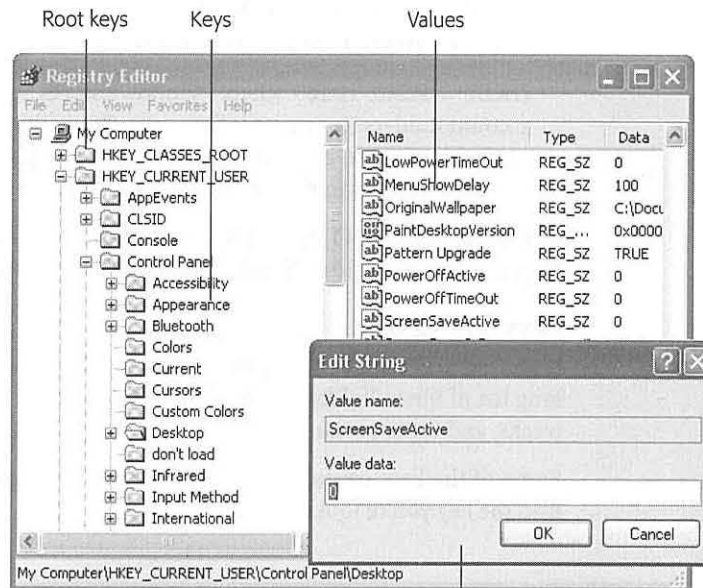 Root keys
Keys
Values
Registry Editor
File Edit View Favorites Help
My Computer
HKEY_CLASSES_ROOT
HKEY_CURRENT_USER
AppEvents
CLSID
Console
Control Panel
Accessibility
Appearance
Bluetooth
Colors
Current
Cursors
Custom Colors
Desktop
don't load
Infrared
Input Method
International
Name Type Data
LowPowerTimeOut REG_SZ 0
MenuShowDelay REG_SZ 100
OriginalWallpaper REG_SZ C:\Docu
PaintDesktopVersion REG_... 0x0000
Pattern Upgrade REG_SZ TRUE
PowerOffActive REG_SZ 0
PowerOffTimeOut REG_SZ 0
ScreenSaveActive REG_SZ 0
Edit String
Value name:
ScreenSaveActive
Value data:
0
OK Cancel
My Computer\HKEY_CURRENT_USER\Control Panel\Desktop